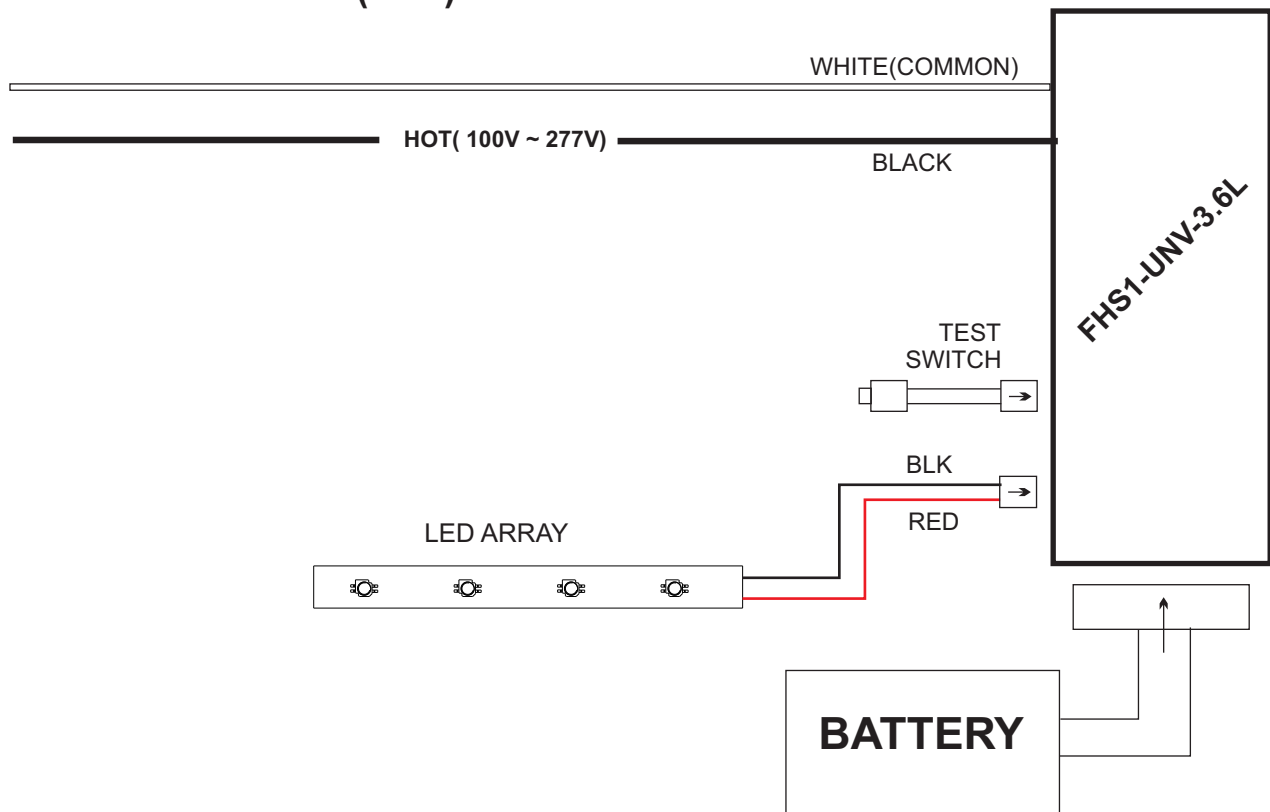 WHITE(COMMON)
HOT( 100V ~ 277V)
BLACK
FHS1-UNV-3.6L
TEST
SWITCH
BLK
RED
LED ARRAY
BATTERY